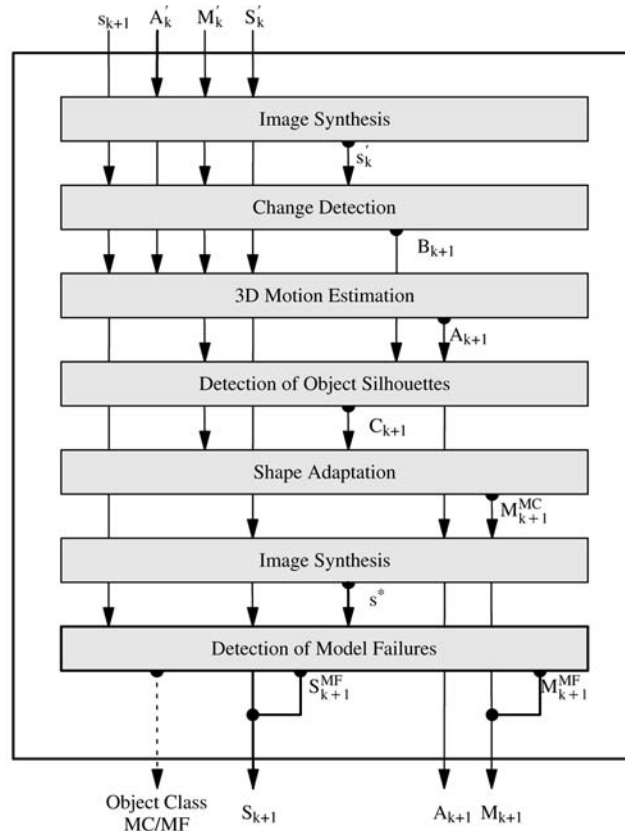 s_{k+1} A'_k M'_k S'_k
Image Synthesis
s'_k
Change Detection
B_{k+1}
3D Motion Estimation
A_{k+1}
Detection of Object Silhouettes
C_{k+1}
Shape Adaptation
M^{MC}_{k+1}
Image Synthesis
s^*
Detection of Model Failures
S^{MF}_{k+1} M^{MF}_{k+1}
Object Class
MC/MF
S_{k+1} A_{k+1} M_{k+1}